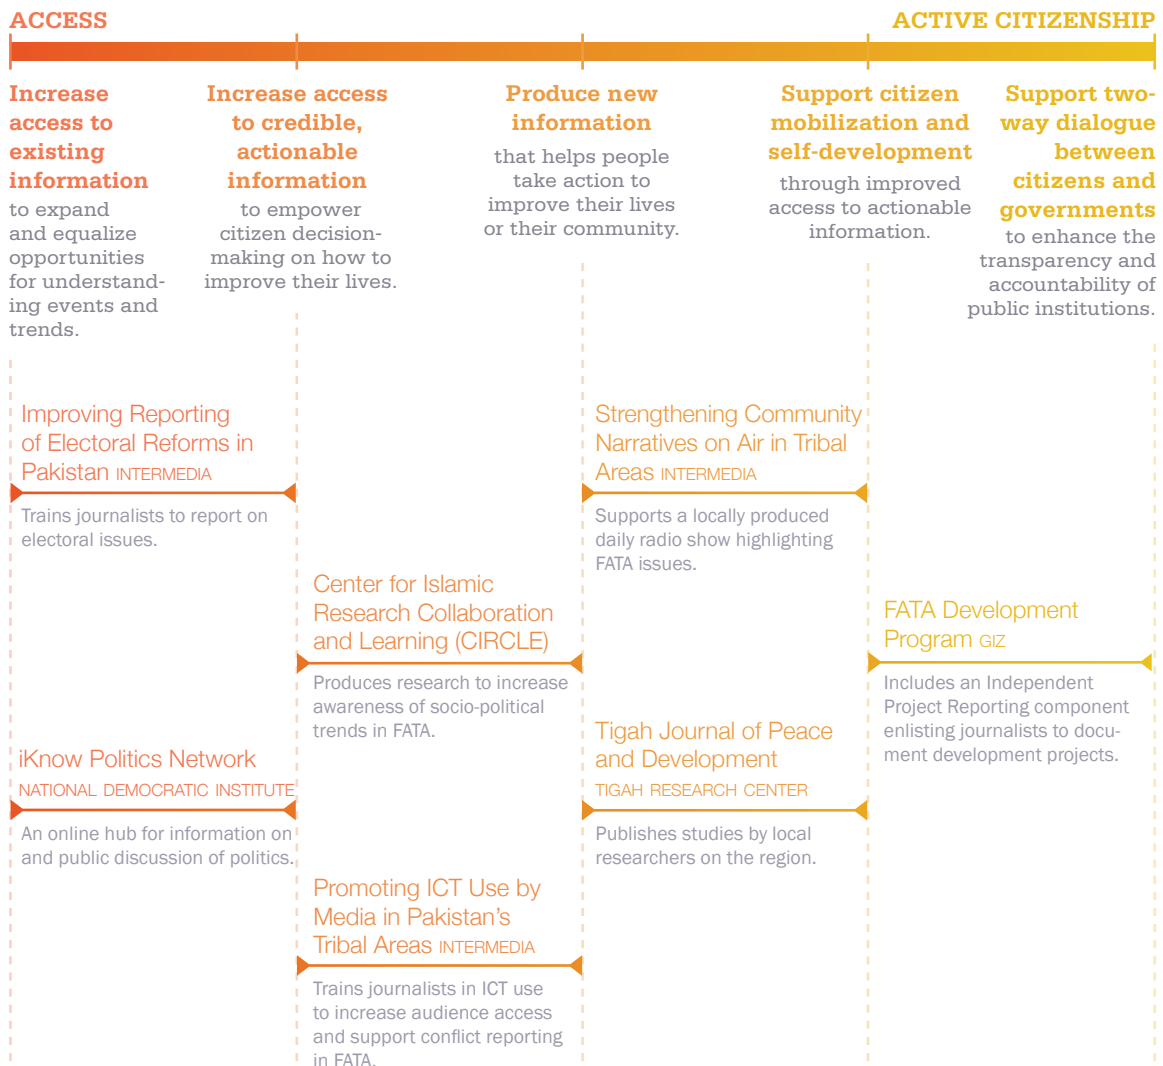 ACCESS
ACTIVE CITIZENSHIP
Increase
access to
existing
information
to expand
and equalize
opportunities
for understand-
ing events and
trends.
Increase access
to credible,
actionable
information
to empower
citizen decision-
making on how to
improve their lives.
Produce new
information
that helps people
take action to
improve their lives
or their community.
Support citizen
mobilization and
self-development
through improved
access to actionable
information.
Support two-
way dialogue
between
citizens and
governments
to enhance the
transparency and
accountability of
public institutions.
Improving Reporting
of Electoral Reforms in
Pakistan INTERMEDIA
Trains journalists to report on
electoral issues.
iKnow Politics Network
NATIONAL DEMOCRATIC INSTITUTE
An online hub for information on
and public discussion of politics.
Center for Islamic
Research Collaboration
and Learning (CIRCLE)
Produces research to increase
awareness of socio-political
trends in FATA.
Promoting ICT Use by
Media in Pakistan’s
Tribal Areas INTERMEDIA
Trains journalists in ICT use
to increase audience access
and support conflict reporting
in FATA.
Strengthening Community
Narratives on Air in Tribal
Areas INTERMEDIA
Supports a locally produced
daily radio show highlighting
FATA issues.
Tigah Journal of Peace
and Development
TIGAH RESEARCH CENTER
Publishes studies by local
researchers on the region.
FATA Development
Program GIZ
Includes an Independent
Project Reporting component
enlisting journalists to docu-
ment development projects.